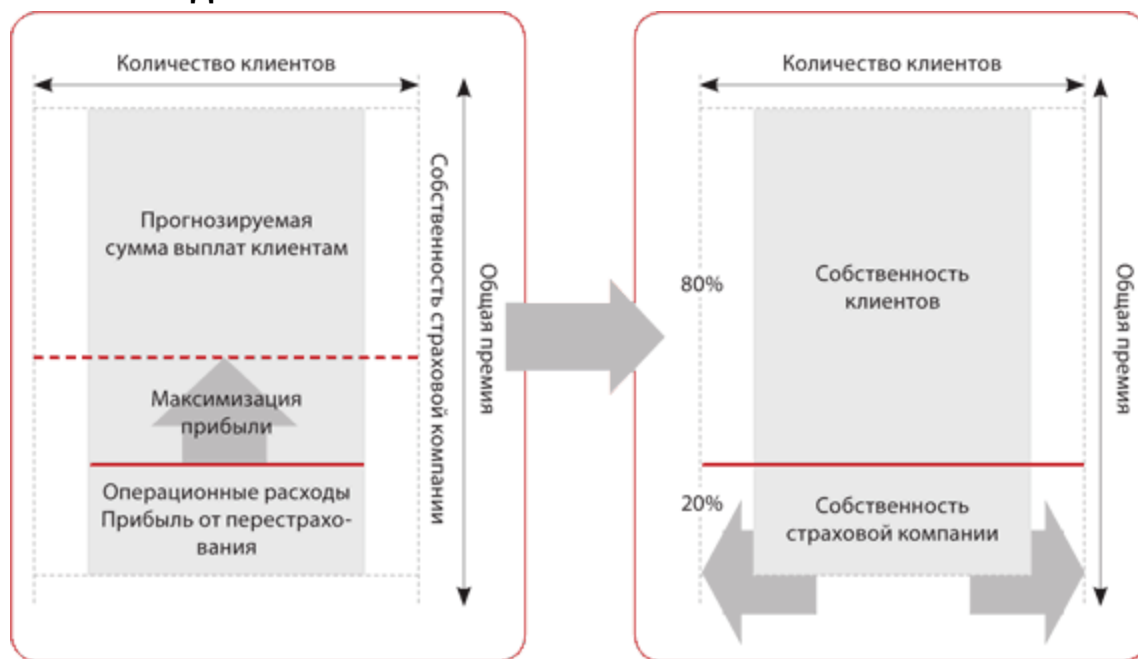 Количество клиентов
Прогнозируемая
сумма выплат клиентам
Максимизация
прибыли
Операционные расходы
Прибыль от перестрахо-
вания
Собственность страховой компании
Общая премия
Количество клиентов
80%
Собственность
клиентов
20%
Собственность
страховой компании
Общая премия